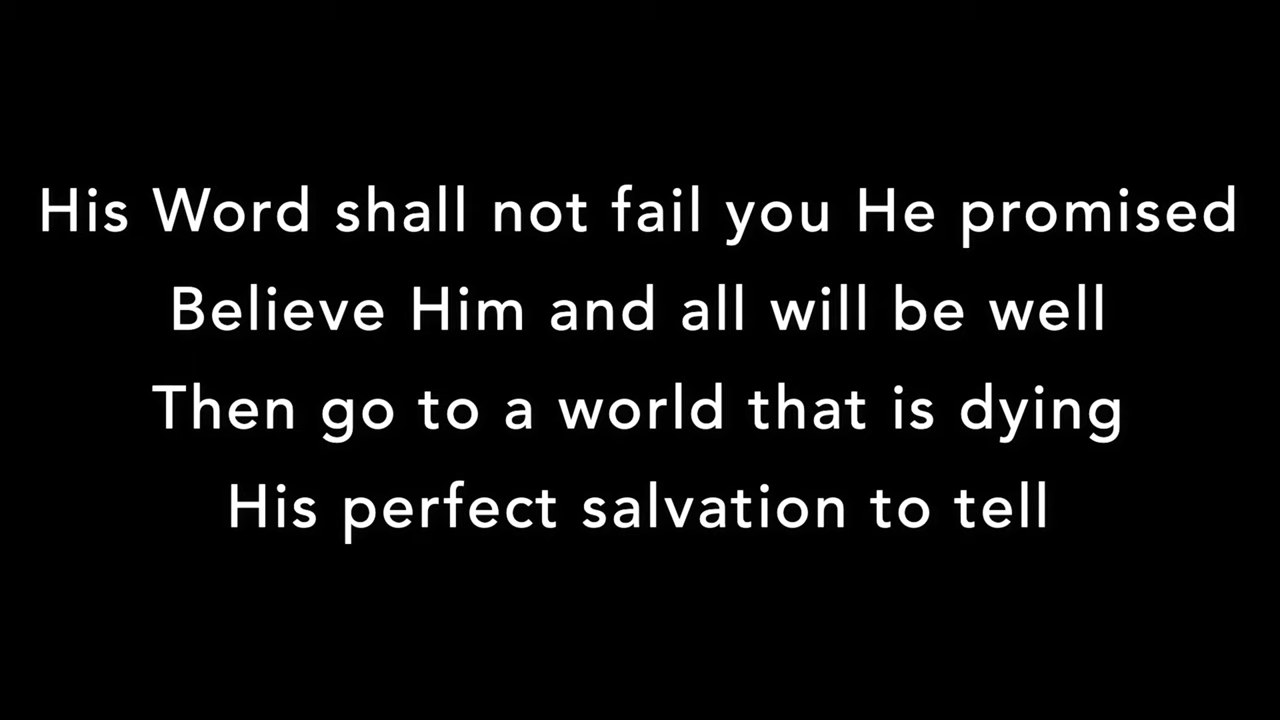 His Word shall not fail you He promised
Believe Him and all will be well
Then go to a world that is dying
His perfect salvation to tell